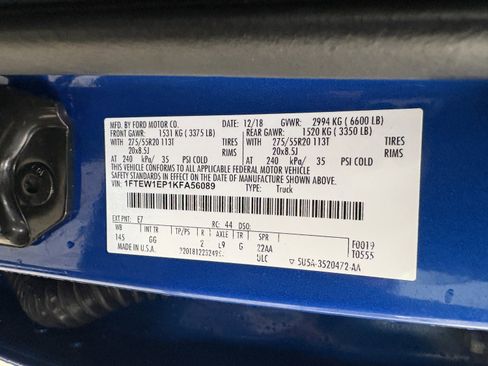 MFD. BY FORD MOTOR CO. DATE: 12/18 GVWR: 2994 KG ( 6600 LB)
FRONT GAWR: 1531 KG ( 3375 LB) REAR GAWR: 1520 KG ( 3350 LB)
WITH 275/55R20 113T TIRES WITH 275/55R20 113T TIRES
20x8.5J RIMS 20x8.5J RIMS
AT 240 kPa/ 35 PSI COLD AT 240 kPa/ 35 PSI COLD
THIS VEHICLE CONFORMS TO ALL APPLICABLE FEDERAL MOTOR VEHICLE
SAFETY STANDARDS IN EFFECT ON THE DATE OF MANUFACTURE SHOWN ABOVE.
VIN: 1FTEW1EP1KFA56089 TYPE: Truck
EXT PNT: E7 RC: 44 DSO:
WB INT TR TP/PS R AXLE TR SPR
145 GG 2 L9 G 22AA F0019
MADE IN U.S.A. 5U5A-3520472-AA T0555